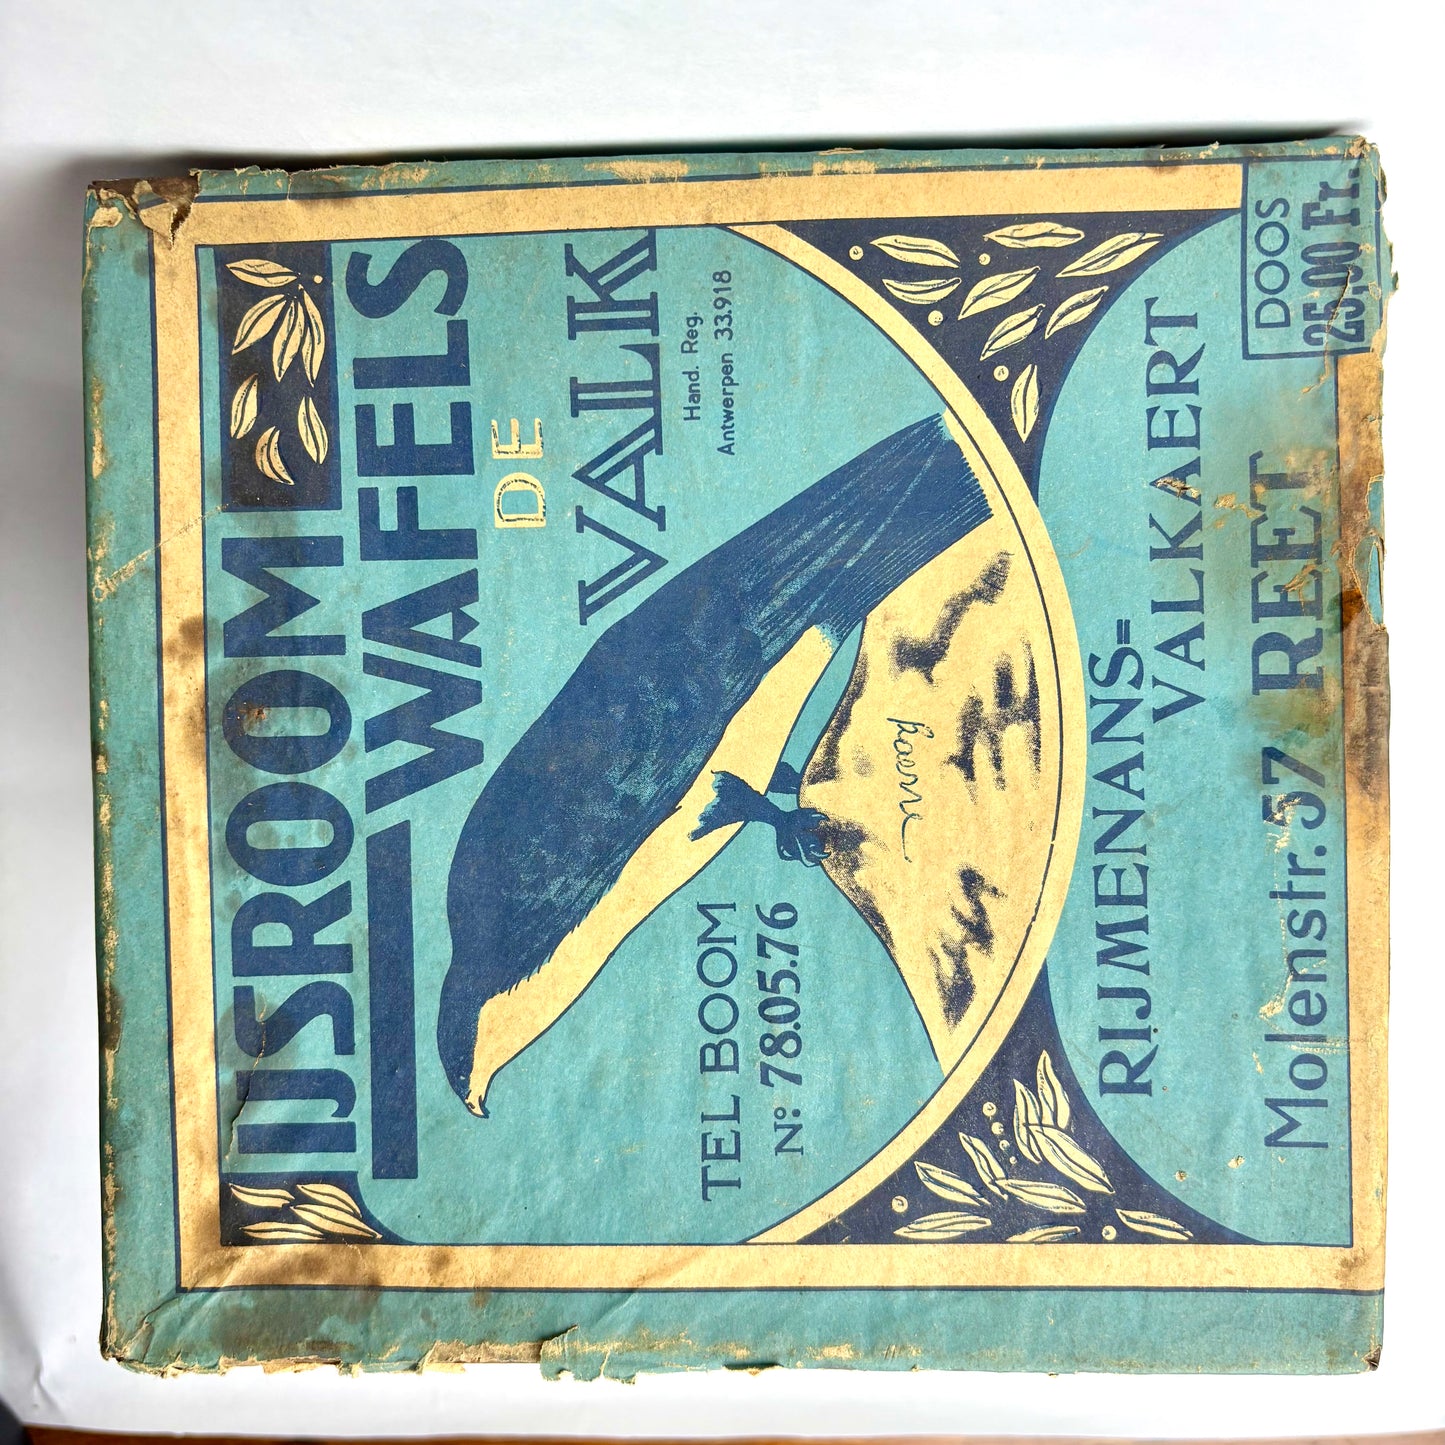 IJSROOM
WAFELS
DE
VALK
Hand. Reg.
Antwerpen 33.918
TEL BOOM
Nº: 78.05.76
RIJMENANS=
VALKAERT
Molenstr. 57 REET
DOOS
25,00 Fr.